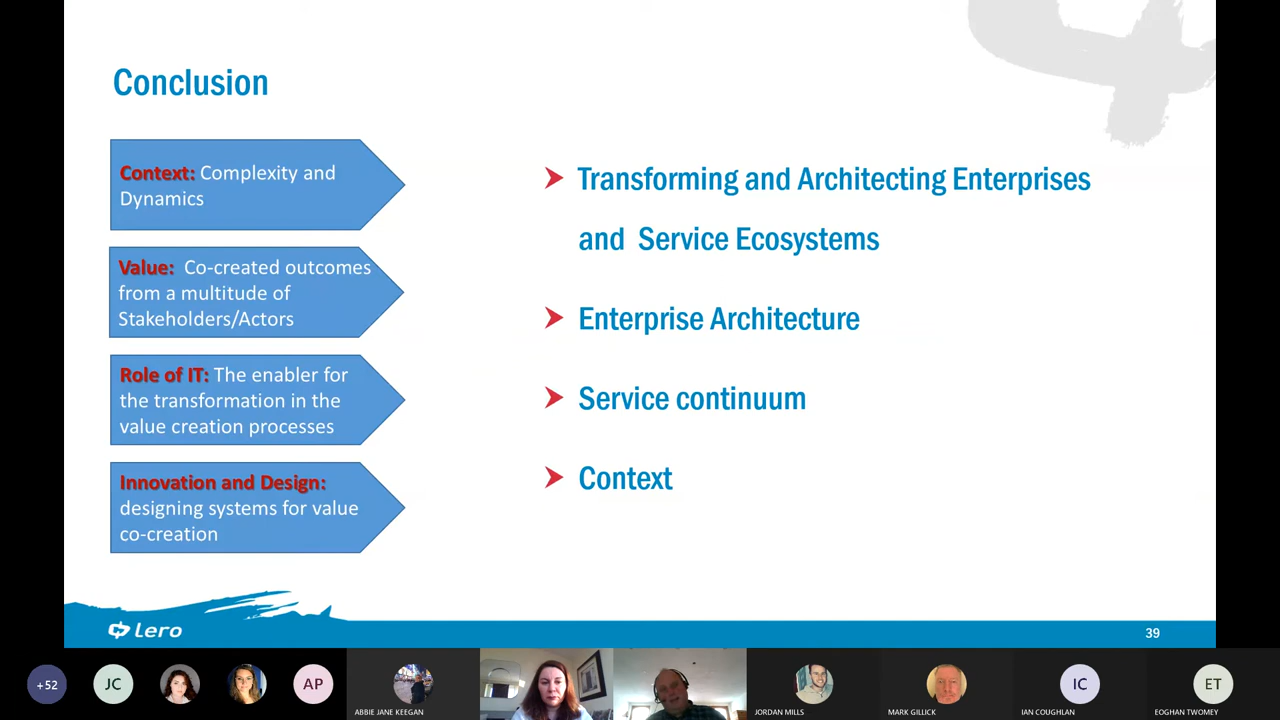 Conclusion
Context: Complexity and
Dynamics
Value: Co-created outcomes
from a multitude of
Stakeholders/Actors
Role of IT: The enabler for
the transformation in the
value creation processes
Innovation and Design:
designing systems for value
co-creation
Transforming and Architecting Enterprises
and Service Ecosystems
Enterprise Architecture
Service continuum
Context
Lero
39
+52
JC
AP
ABBIE JANE KEEGAN
JORDAN MILLS
MARK GILLICK
IC
IAN COUGHLAN
ET
EOGHAN TWOMEY